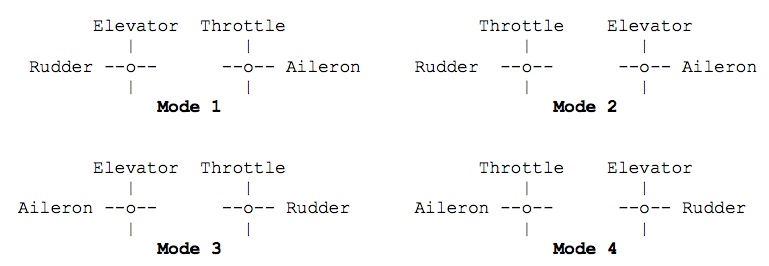 Elevator Throttle Throttle Elevator
Rudder --o-- --o-- Aileron Rudder --o-- --o-- Aileron
Mode 1 Mode 2
Elevator Throttle Throttle Elevator
Aileron --o-- --o-- Rudder Aileron --o-- --o-- Rudder
Mode 3 Mode 4